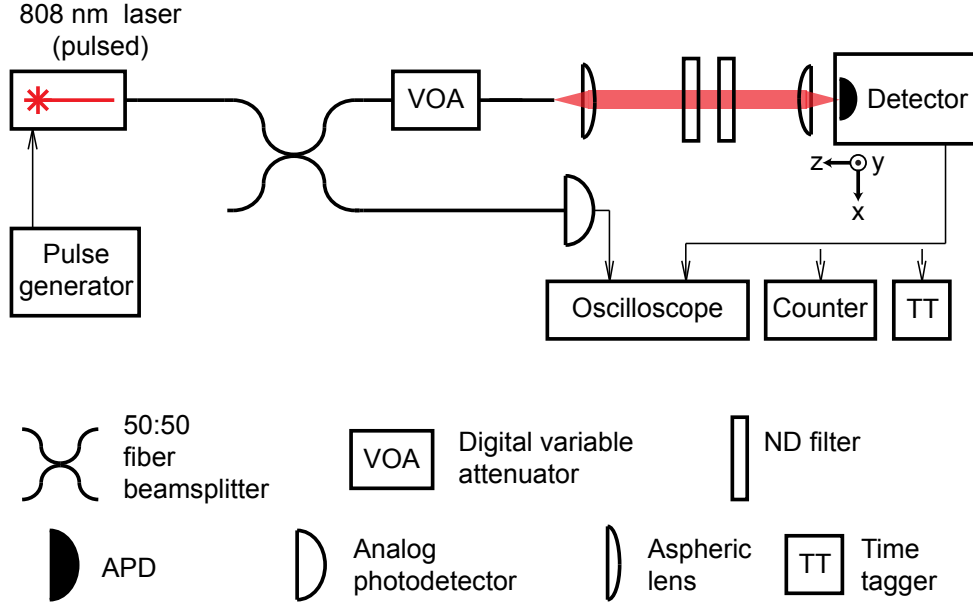 808 nm laser
(pulsed)
VOA
Detector
z
y
x
Pulse
generator
Oscilloscope
Counter
TT
50:50
fiber
beamsplitter
VOA
Digital variable
attenuator
ND filter
APD
Analog
photodetector
Aspheric
lens
TT
Time
tagger